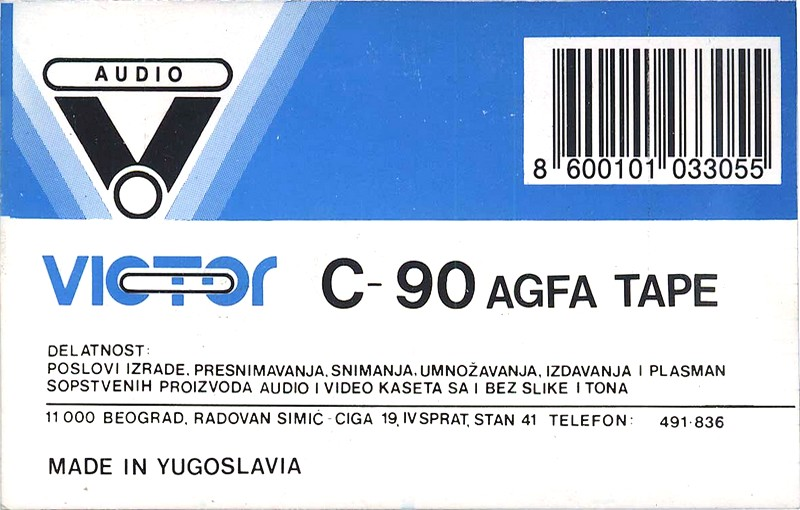 AUDIO
8 600101 033055
VICTOR C-90 AGFA TAPE
DELATNOST:
POSLOVI IZRADE, PRESNIMAVANJA, SNIMANJA, UMNOŽAVANJA, IZDAVANJA I PLASMAN
SOPSTVENIH PROIZVODA AUDIO I VIDEO KASETA SA I BEZ SLIKE I TONA
11 000 BEOGRAD, RADOVAN SIMIĆ - CIGA 19, IV SPRAT, STAN 41 TELEFON: 491-836
MADE IN YUGOSLAVIA